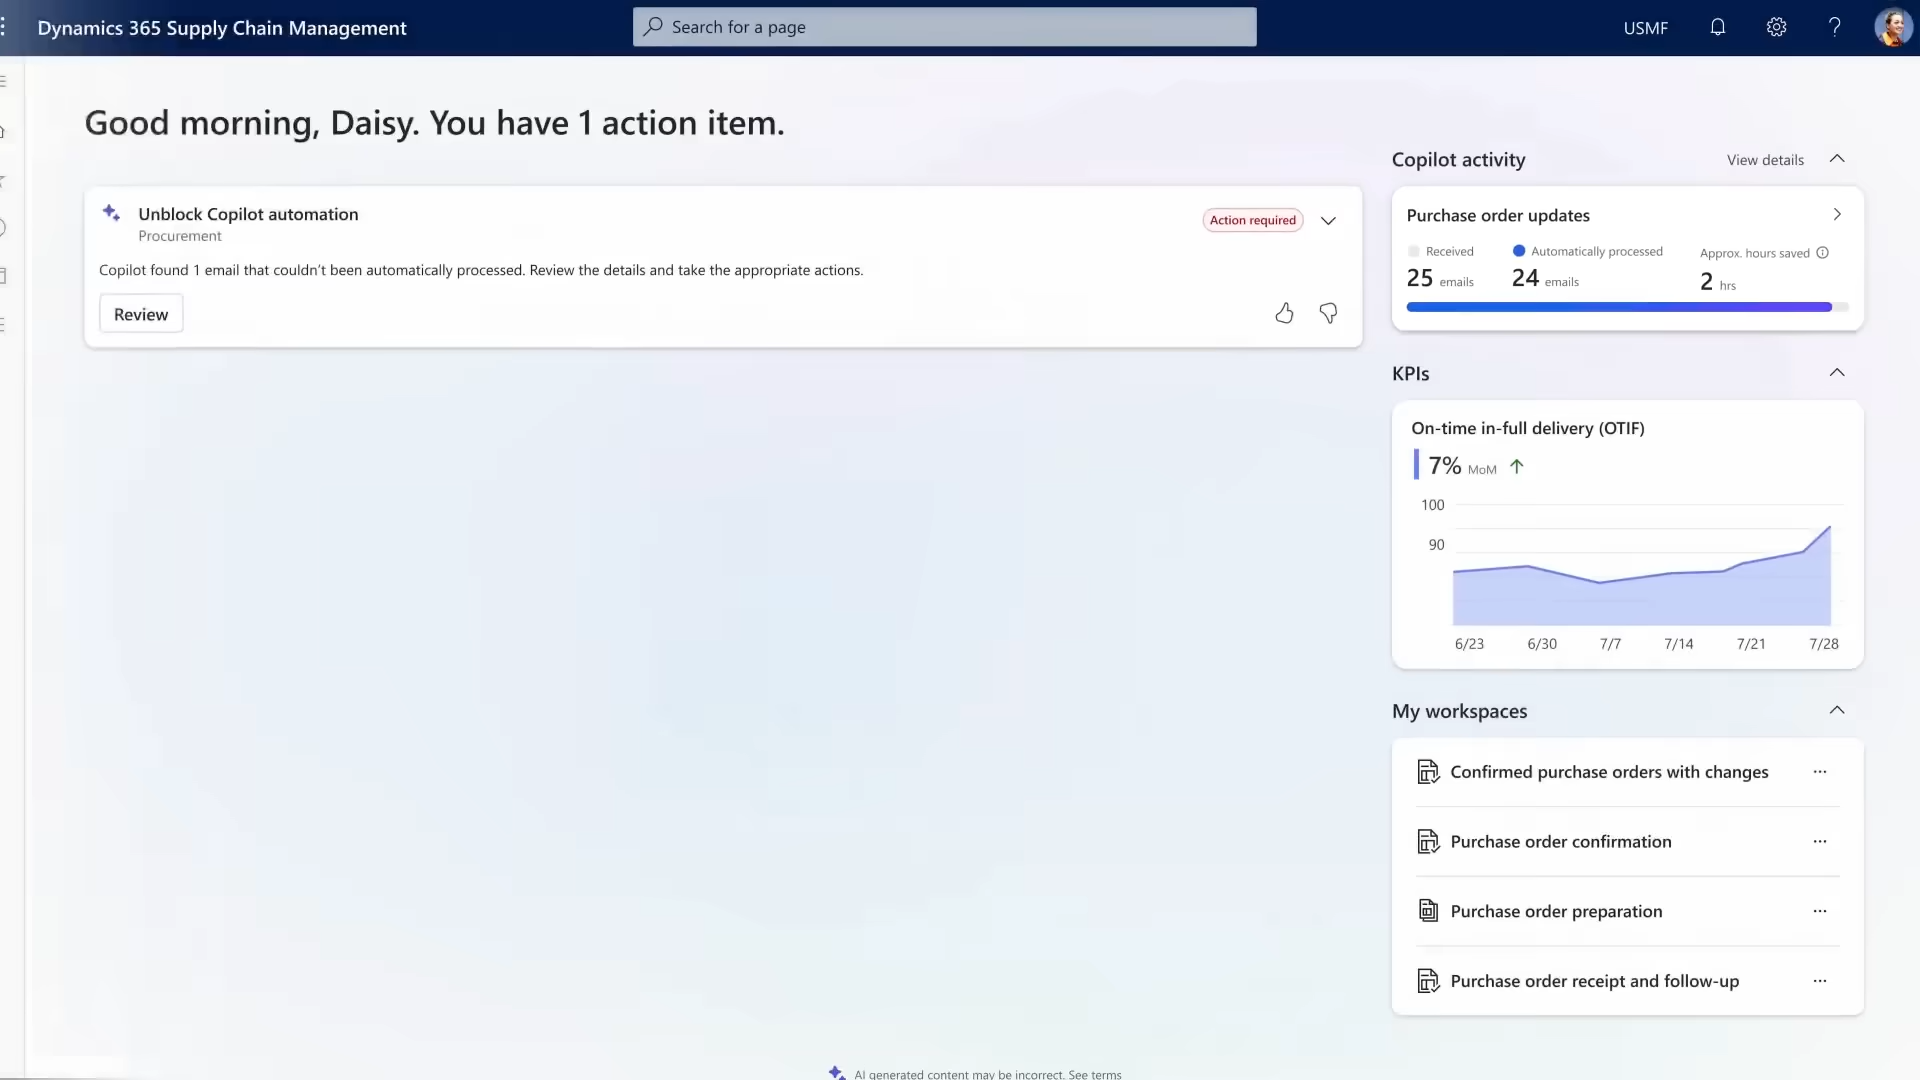 Dynamics 365 Supply Chain Management
Search for a page
USMF
Good morning, Daisy. You have 1 action item.
Unblock Copilot automation
Procurement
Action required
Copilot found 1 email that couldn't been automatically processed. Review the details and take the appropriate actions.
Review
Copilot activity
View details
Purchase order updates
Received
25 emails
Automatically processed
24 emails
Approx. hours saved
2 hrs
KPIs
On-time in-full delivery (OTIF)
7% MoM
100
90
6/23 6/30 7/7 7/14 7/21 7/28
My workspaces
Confirmed purchase orders with changes
Purchase order confirmation
Purchase order preparation
Purchase order receipt and follow-up
AI generated content may be incorrect. See terms